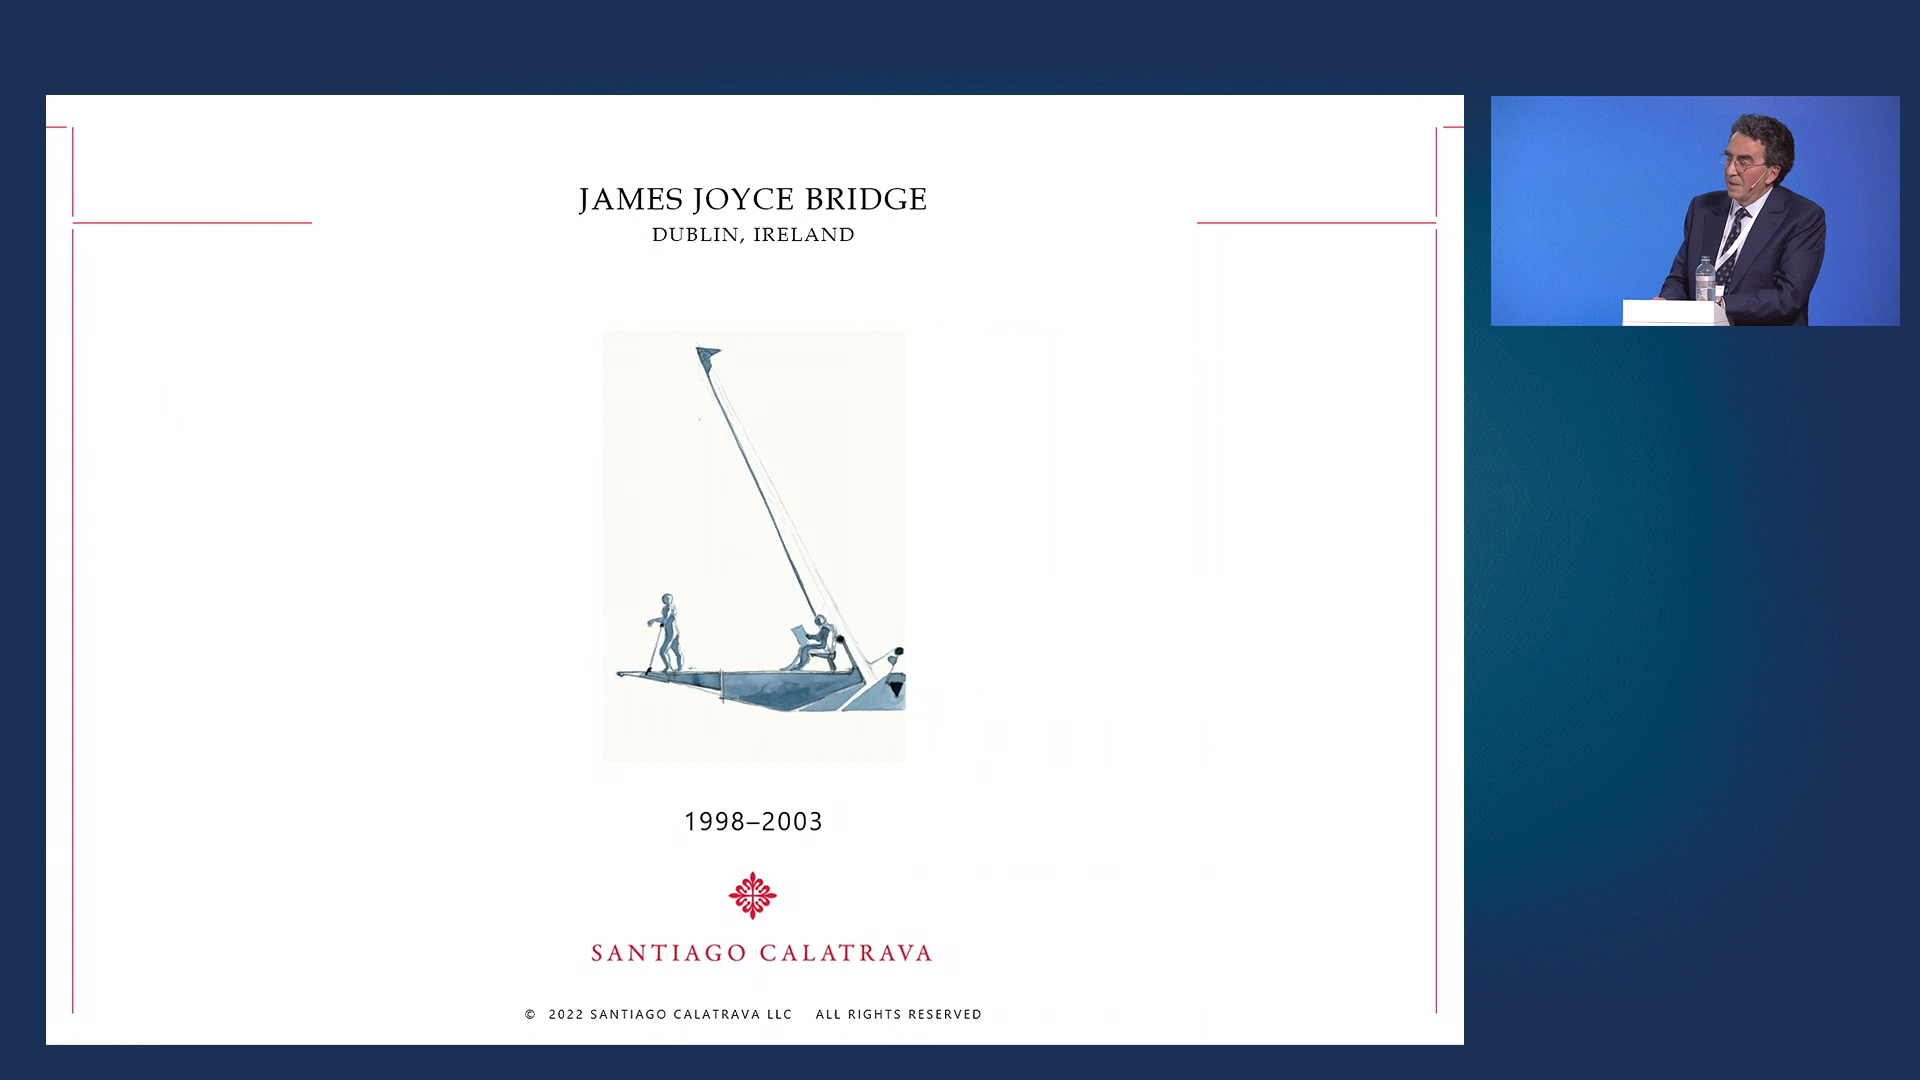 JAMES JOYCE BRIDGE
DUBLIN, IRELAND
1998–2003
SANTIAGO CALATRAVA
© 2022 SANTIAGO CALATRAVA LLC ALL RIGHTS RESERVED